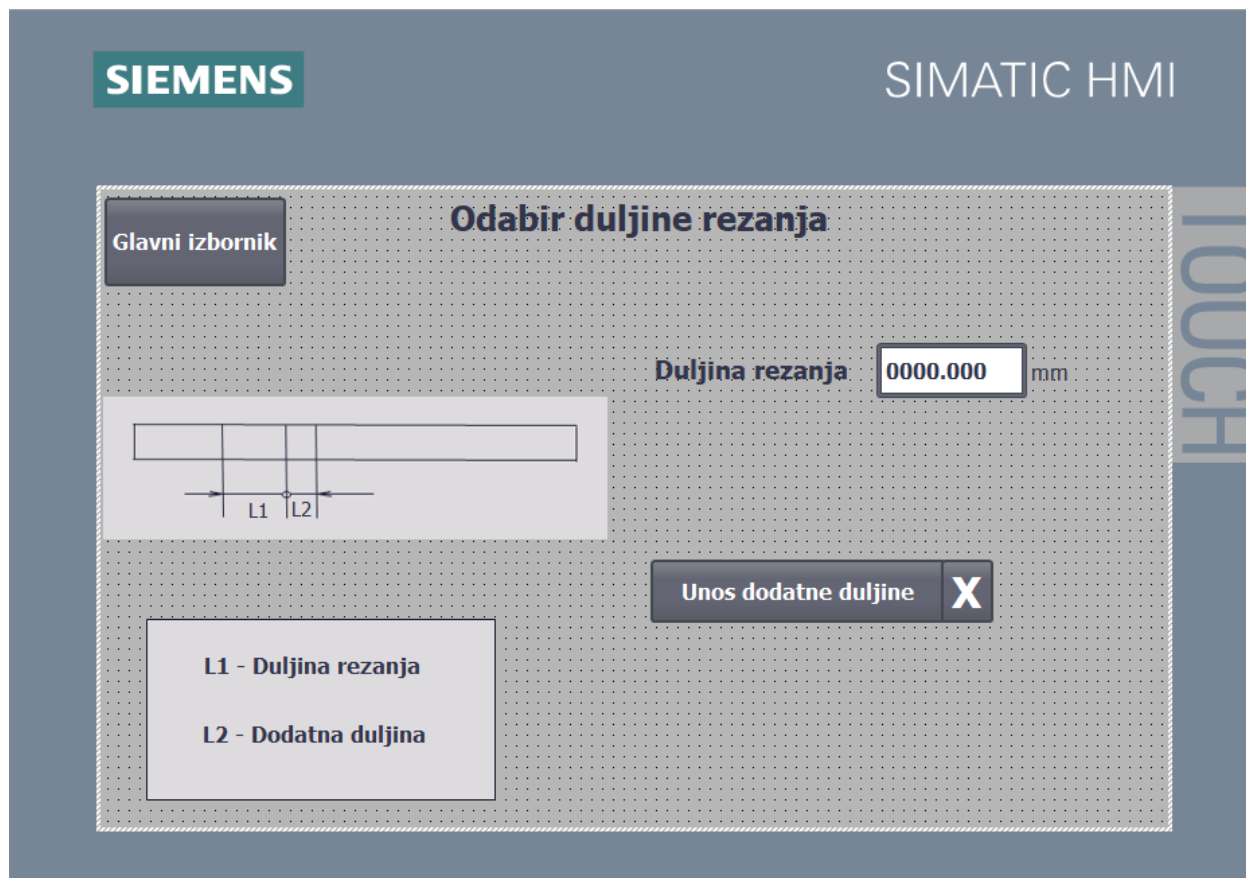 SIEMENS
SIMATIC HMI
TOUCH
Glavni izbornik
Odabir duljine rezanja
Duljina rezanja 0000.000 mm
L1 L2
Unos dodatne duljine X
L1 - Duljina rezanja
L2 - Dodatna duljina